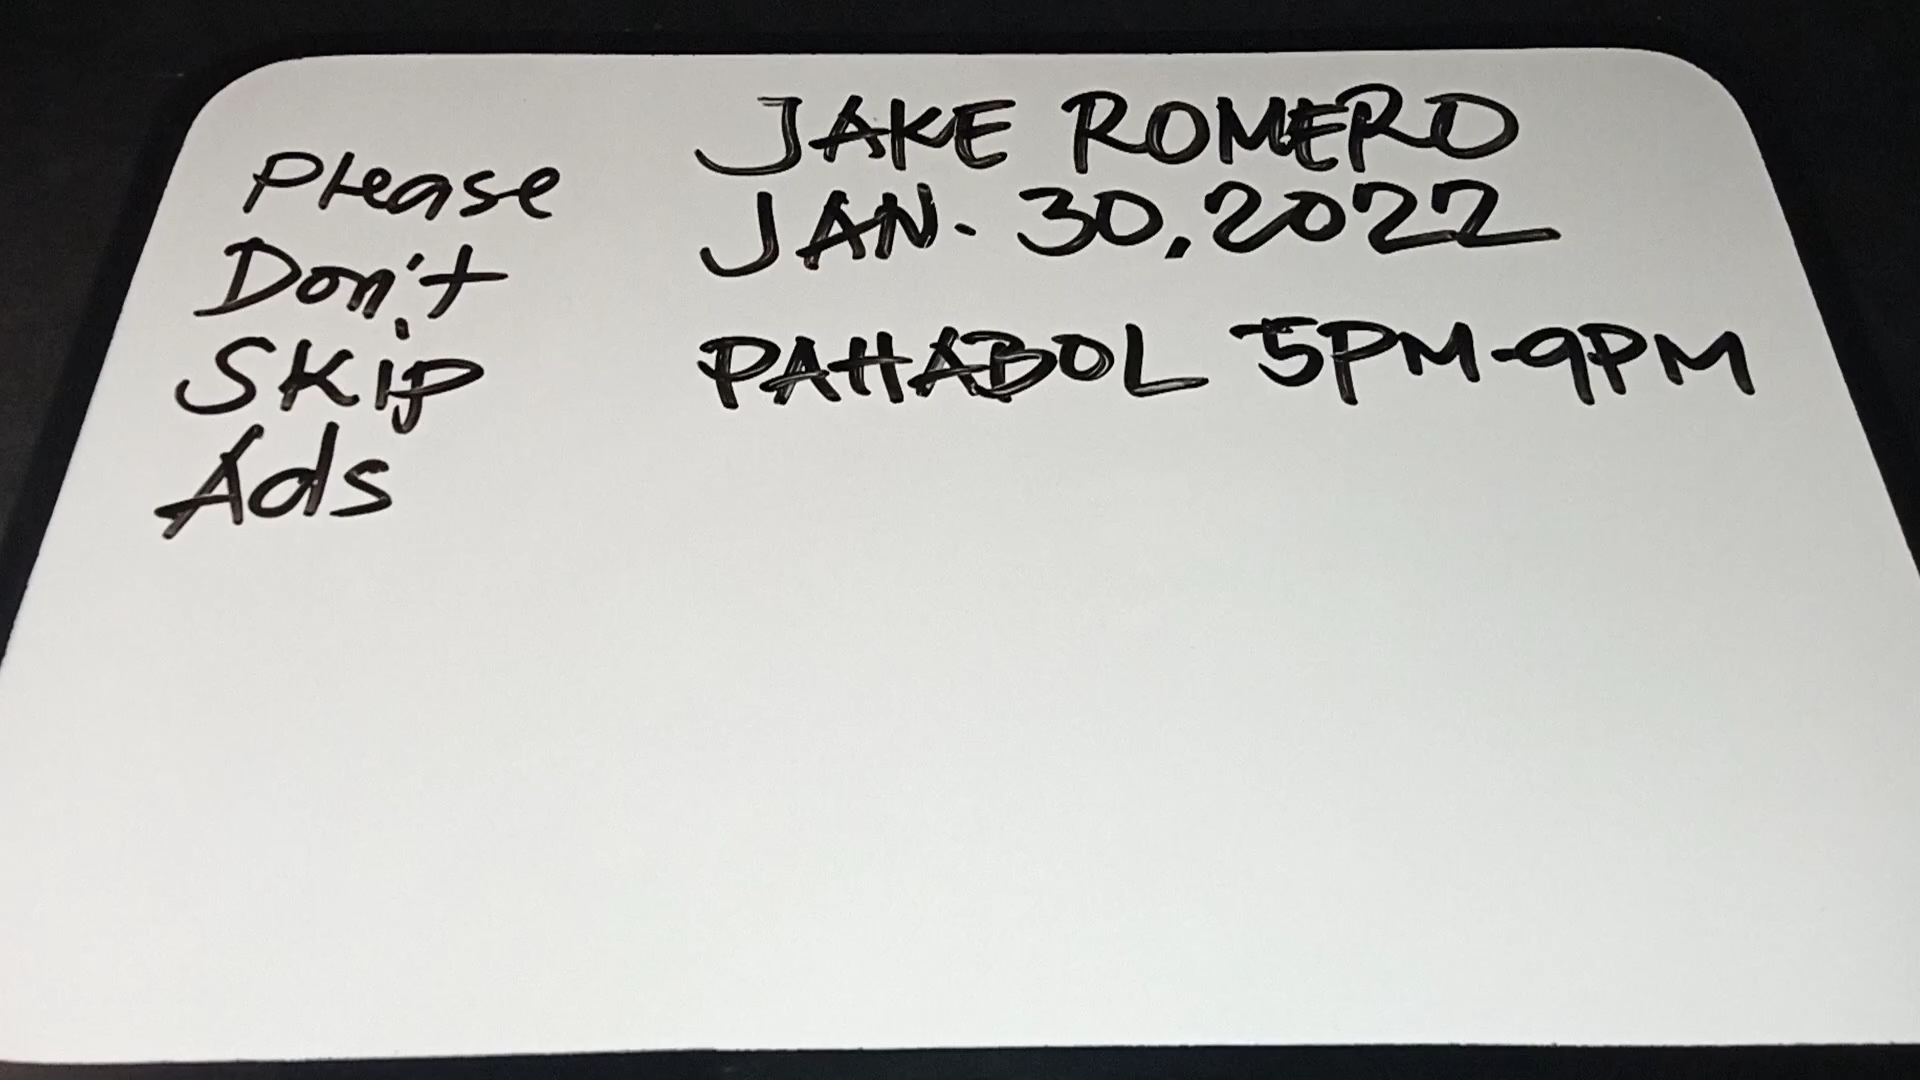 Please
Don't
Skip
Ads
JAKE ROMERO
JAN. 30, 2022
PAHABOL 5PM-9PM